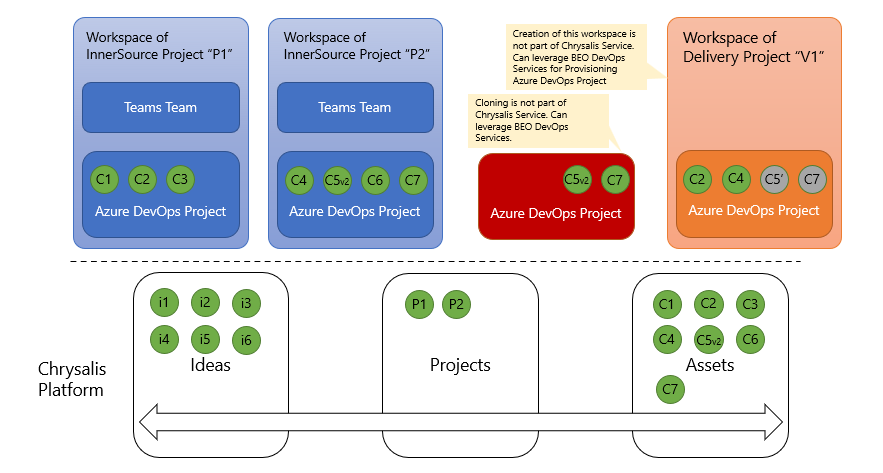 Workspace of
InnerSource Project “P1”
Teams Team
C1 C2 C3
Azure DevOps Project
Workspace of
InnerSource Project “P2”
Teams Team
C4 C5v2 C6 C7
Azure DevOps Project
Creation of this workspace is
not part of Chrysalis Service.
Can leverage BEO DevOps
Services for Provisioning
Azure DevOps Project
Cloning is not part of
Chrysalis Service. Can
leverage BEO DevOps
Services.
C5v2 C7
Azure DevOps Project
Workspace of
Delivery Project “V1”
C2 C4 C5’ C7
Azure DevOps Project
Chrysalis
Platform
i1 i2 i3
i4 i5 i6
Ideas
P1 P2
Projects
C1 C2 C3
C4 C5v2 C6
Assets
C7